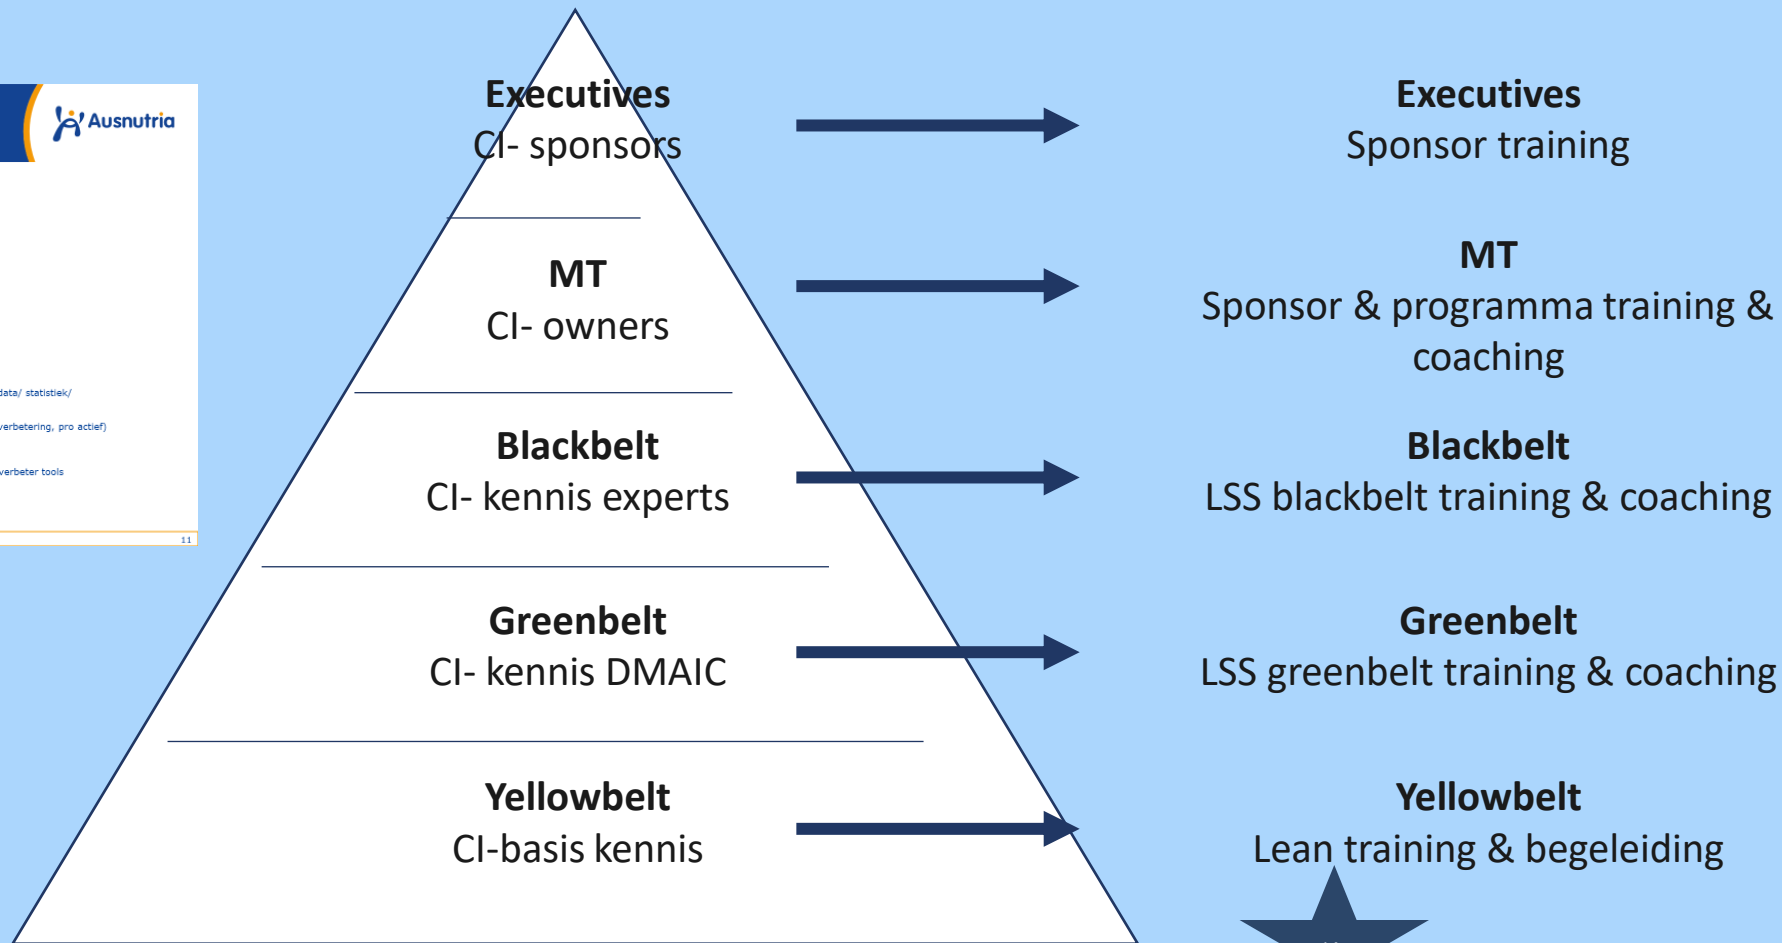 Ausnutria
data/ statistiek/
verbetering, pro actief)
verbeter tools
11
Executives
CI- sponsors
MT
CI- owners
Blackbelt
CI- kennis experts
Greenbelt
CI- kennis DMAIC
Yellowbelt
CI-basis kennis
Executives
Sponsor training
MT
Sponsor & programma training &
coaching
Blackbelt
LSS blackbelt training & coaching
Greenbelt
LSS greenbelt training & coaching
Yellowbelt
Lean training & begeleiding